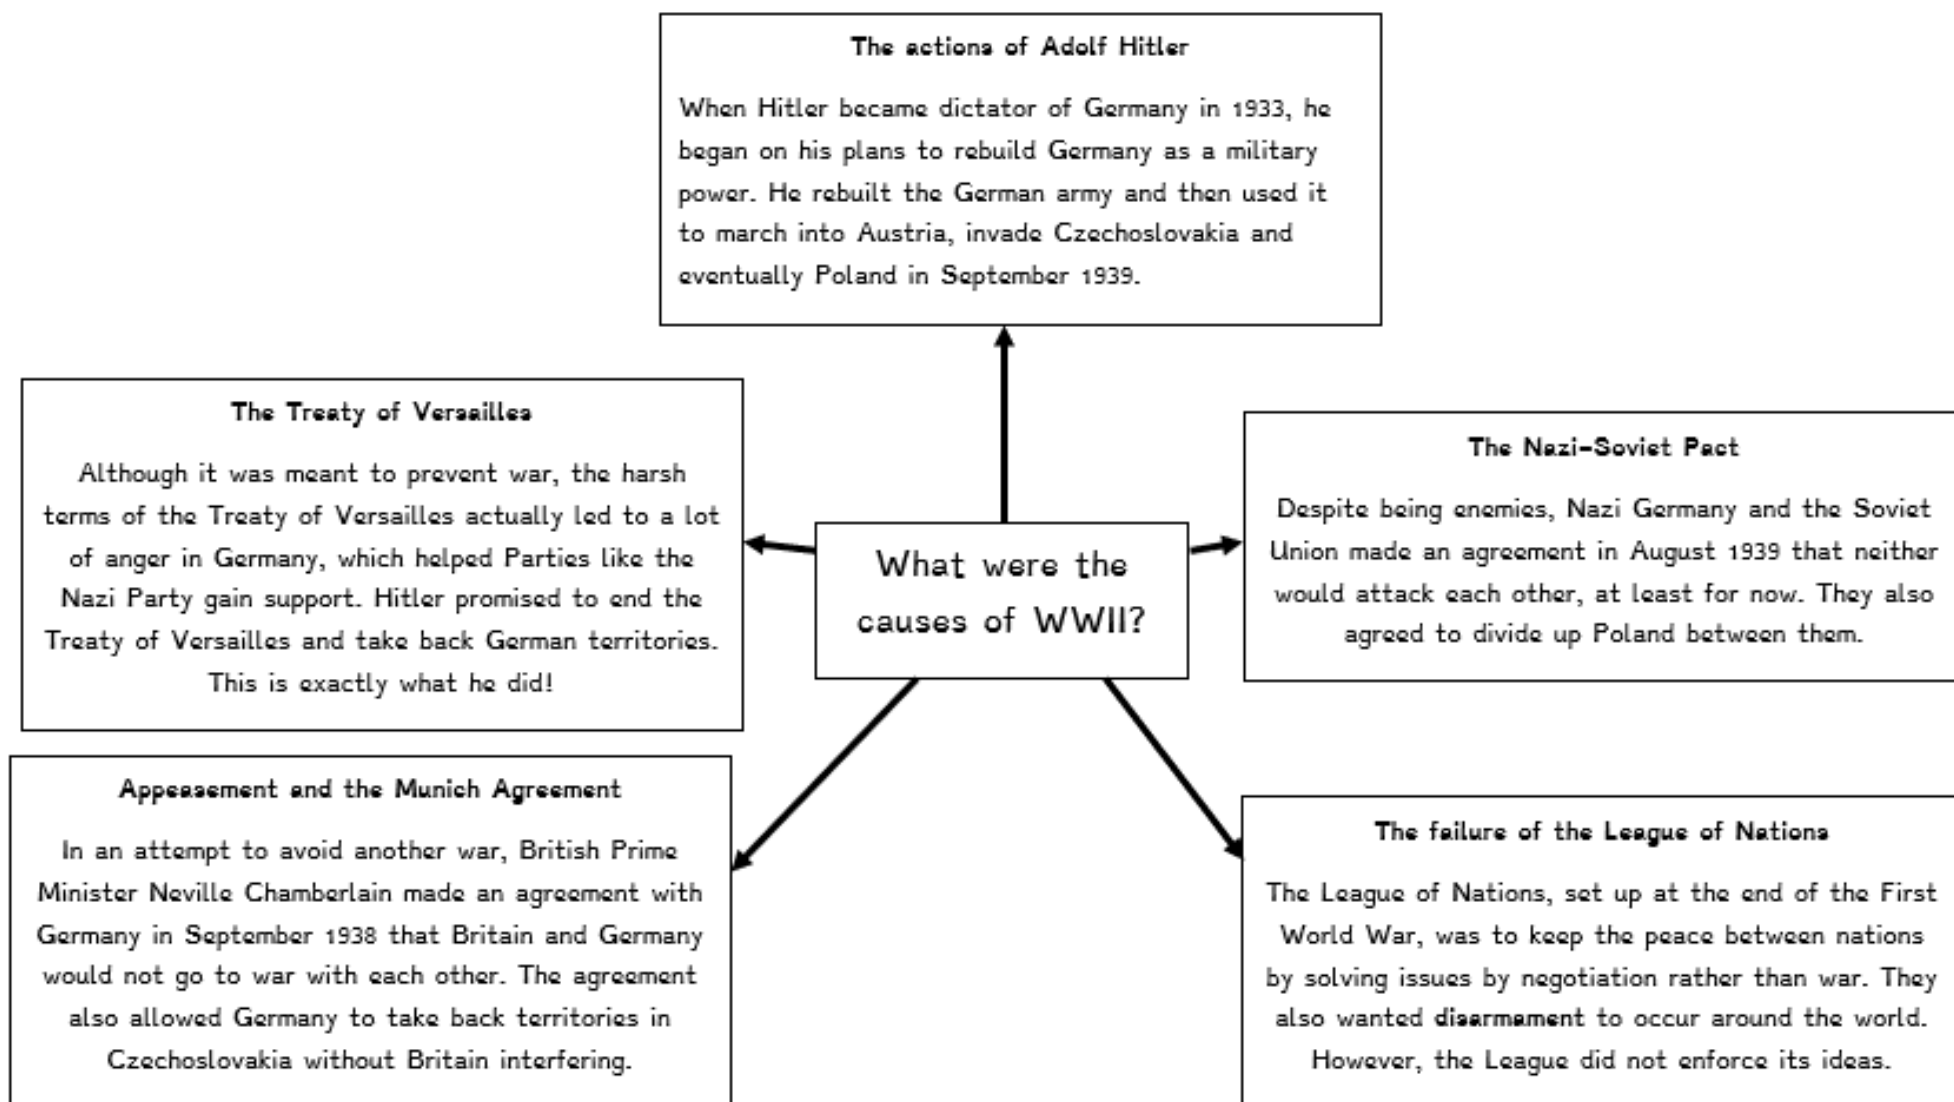 The actions of Adolf Hitler
When Hitler became dictator of Germany in 1933, he
began on his plans to rebuild Germany as a military
power. He rebuilt the German army and then used it
to march into Austria, invade Czechoslovakia and
eventually Poland in September 1939.
The Treaty of Versailles
Although it was meant to prevent war, the harsh
terms of the Treaty of Versailles actually led to a lot
of anger in Germany, which helped Parties like the
Nazi Party gain support. Hitler promised to end the
Treaty of Versailles and take back German territories.
This is exactly what he did!
What were the
causes of WWII?
The Nazi-Soviet Pact
Despite being enemies, Nazi Germany and the Soviet
Union made an agreement in August 1939 that neither
would attack each other, at least for now. They also
agreed to divide up Poland between them.
Appeasement and the Munich Agreement
In an attempt to avoid another war, British Prime
Minister Neville Chamberlain made an agreement with
Germany in September 1938 that Britain and Germany
would not go to war with each other. The agreement
also allowed Germany to take back territories in
Czechoslovakia without Britain interfering.
The failure of the League of Nations
The League of Nations, set up at the end of the First
World War, was to keep the peace between nations
by solving issues by negotiation rather than war. They
also wanted disarmament to occur around the world.
However, the League did not enforce its ideas.